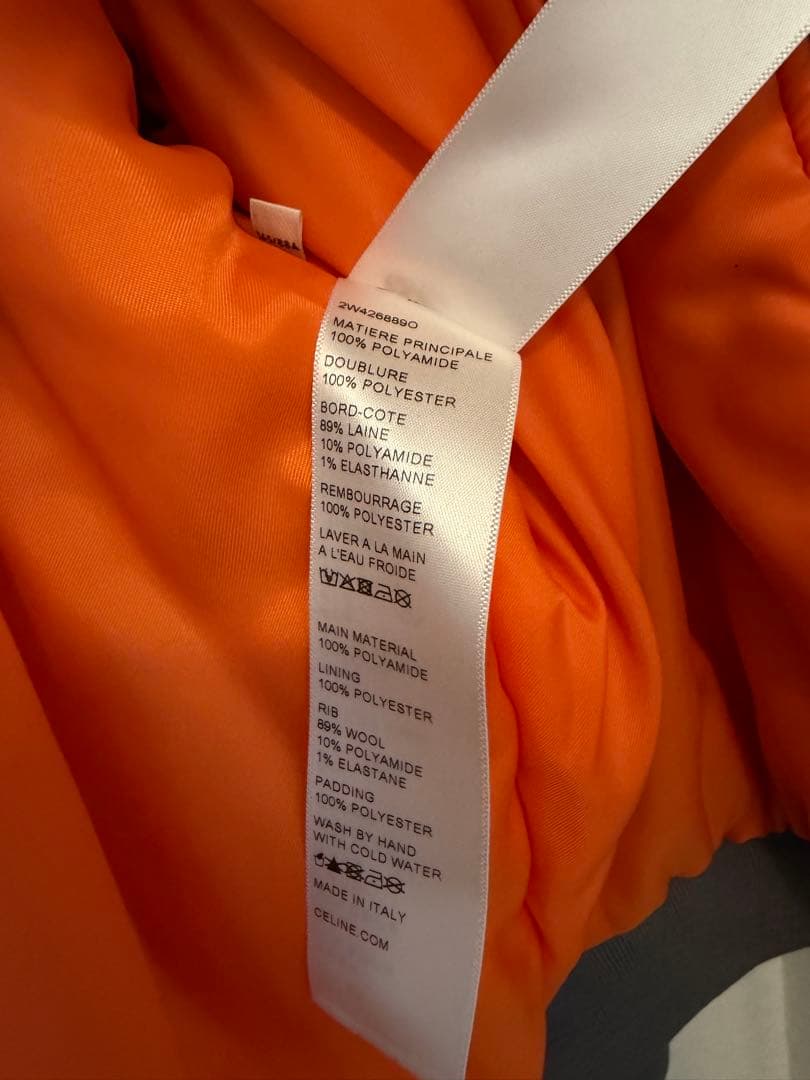 160/88A
2W426889O
MATIERE PRINCIPALE
100% POLYAMIDE
DOUBLURE
100% POLYESTER
BORD-COTE
89% LAINE
10% POLYAMIDE
1% ELASTHANNE
REMBOURRAGE
100% POLYESTER
LAVER A LA MAIN
A L'EAU FROIDE
MAIN MATERIAL
100% POLYAMIDE
LINING
100% POLYESTER
RIB
89% WOOL
10% POLYAMIDE
1% ELASTANE
PADDING
100% POLYESTER
WASH BY HAND
WITH COLD WATER
MADE IN ITALY
CELINE.COM